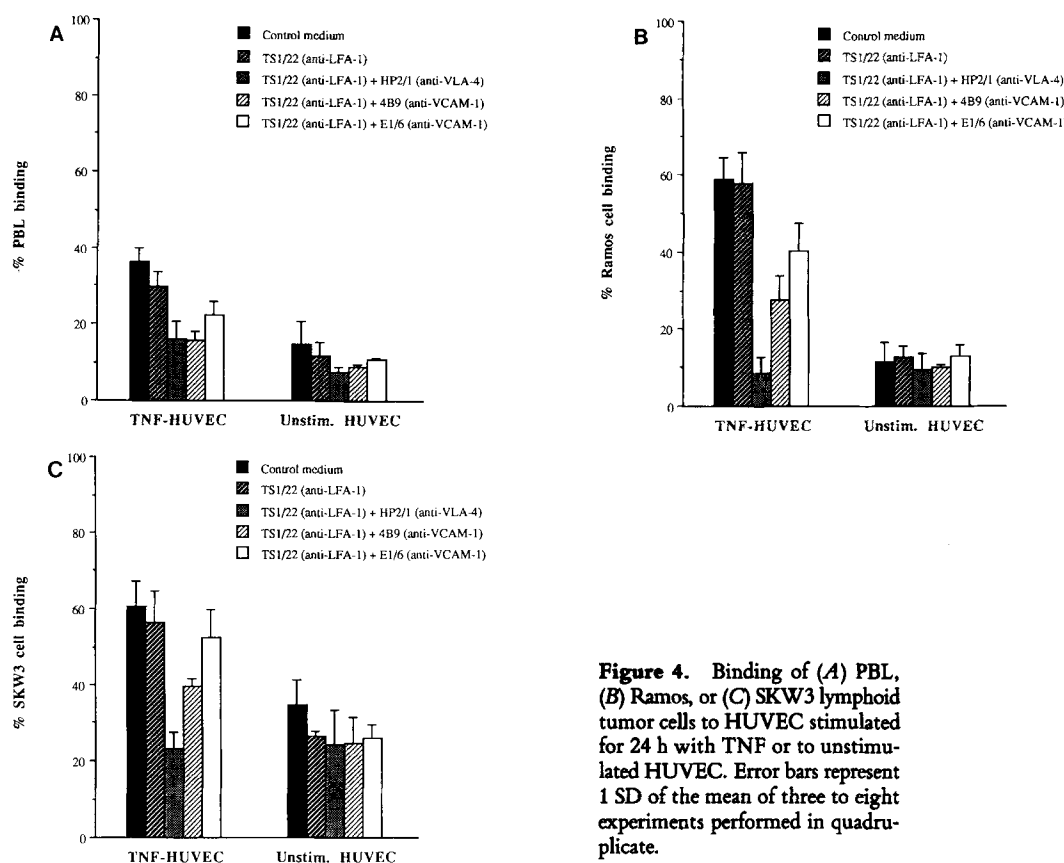 A
100
80
60
40
20
0
% PBL binding
Control medium
TS1/22 (anti-LFA-1)
TS1/22 (anti-LFA-1) + HP2/1 (anti-VLA-4)
TS1/22 (anti-LFA-1) + 4B9 (anti-VCAM-1)
TS1/22 (anti-LFA-1) + E1/6 (anti-VCAM-1)
TNF-HUVEC
Unstim. HUVEC
B
100
80
60
40
20
0
% Ramos cell binding
Control medium
TS1/22 (anti-LFA-1)
TS1/22 (anti-LFA-1) + HP2/1 (anti-VLA-4)
TS1/22 (anti-LFA-1) + 4B9 (anti-VCAM-1)
TS1/22 (anti-LFA-1) + E1/6 (anti-VCAM-1
TNF-HUVEC
Unstim. HUVEC
C
100
80
60
40
20
0
% SKW3 cell binding
Control medium
TS1/22 (anti-LFA-1)
TS1/22 (anti-LFA-1) + HP2/1 (anti-VLA-4)
TS1/22 (anti-LFA-1) + 4B9 (anti-VCAM-1)
TS1/22 (anti-LFA-1) + E1/6 (anti-VCAM-1)
TNF-HUVEC
Unstim. HUVEC
Figure 4. Binding of (A) PBL,
(B) Ramos, or (C) SKW3 lymphoid
tumor cells to HUVEC stimulated
for 24 h with TNF or to unstimu-
lated HUVEC. Error bars represent
1 SD of the mean of three to eight
experiments performed in quadru-
plicate.